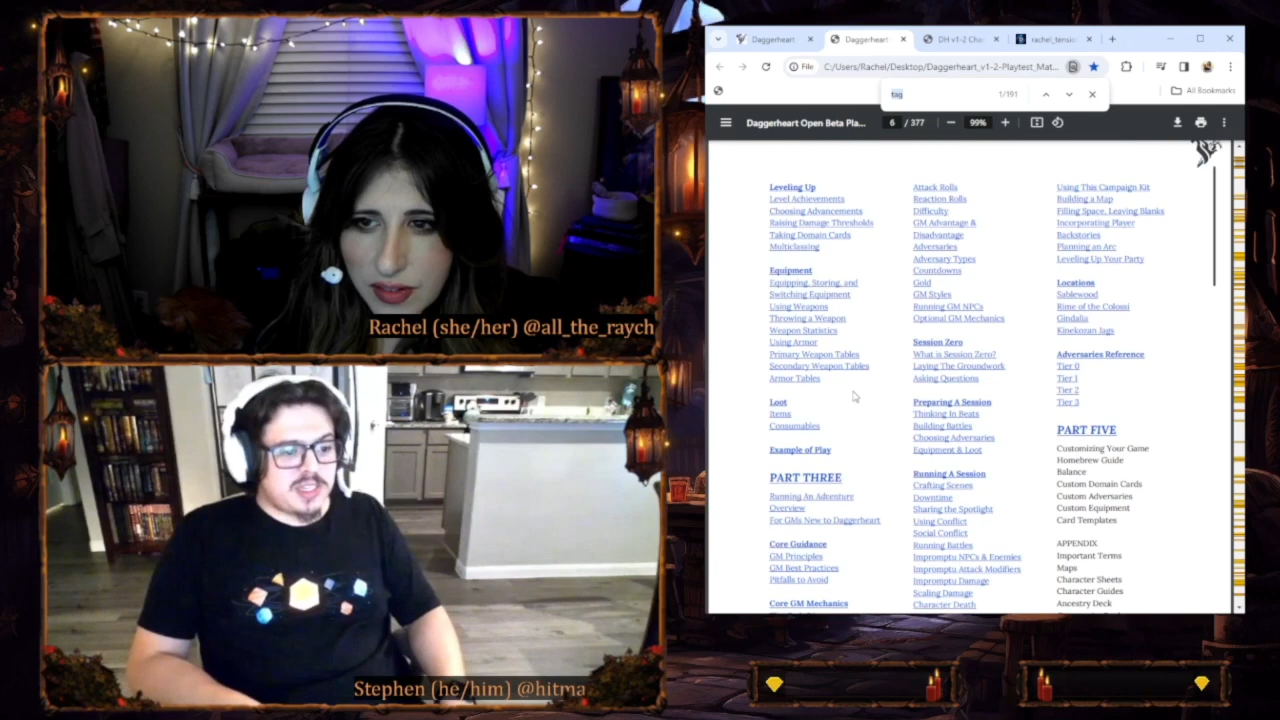 Rachel (she/her) @all_the_raych
Stephen (he/him) @hitma
Daggerheart
Daggerheart
DH v1-2 Cha
rachel_tensio
File
C:/Users/Rachel/Desktop/Daggerheart_v1-2-Playtest_Mat...
tag
1/191
All Bookmarks
Daggerheart Open Beta Pla...
6 / 377
99%
Leveling Up
Level Achievements
Choosing Advancements
Raising Damage Thresholds
Taking Domain Cards
Multiclassing
Equipment
Equipping, Storing, and
Switching Equipment
Using Weapons
Throwing a Weapon
Weapon Statistics
Using Armor
Primary Weapon Tables
Secondary Weapon Tables
Armor Tables
Loot
Items
Consumables
Example of Play
PART THREE
Running An Adventure
Overview
For GMs New to Daggerheart
Core Guidance
GM Principles
GM Best Practices
Pitfalls to Avoid
Core GM Mechanics
Attack Rolls
Reaction Rolls
Difficulty
GM Advantage &
Disadvantage
Adversaries
Adversary Types
Countdowns
Gold
GM Styles
Running GM NPCs
Optional GM Mechanics
Session Zero
What is Session Zero?
Laying The Groundwork
Asking Questions
Preparing A Session
Thinking In Beats
Building Battles
Choosing Adversaries
Equipment & Loot
Running A Session
Crafting Scenes
Downtime
Sharing the Spotlight
Using Conflict
Social Conflict
Running Battles
Impromptu NPCs & Enemies
Impromptu Attack Modifiers
Impromptu Damage
Scaling Damage
Character Death
Using This Campaign Kit
Building a Map
Filling Space, Leaving Blanks
Incorporating Player
Backstories
Planning an Arc
Leveling Up Your Party
Locations
Sablewood
Rime of the Colossi
Gindalia
Kinekozan Jags
Adversaries Reference
Tier 0
Tier 1
Tier 2
Tier 3
PART FIVE
Customizing Your Game
Homebrew Guide
Balance
Custom Domain Cards
Custom Adversaries
Custom Equipment
Card Templates
APPENDIX
Important Terms
Maps
Character Sheets
Character Guides
Ancestry Deck